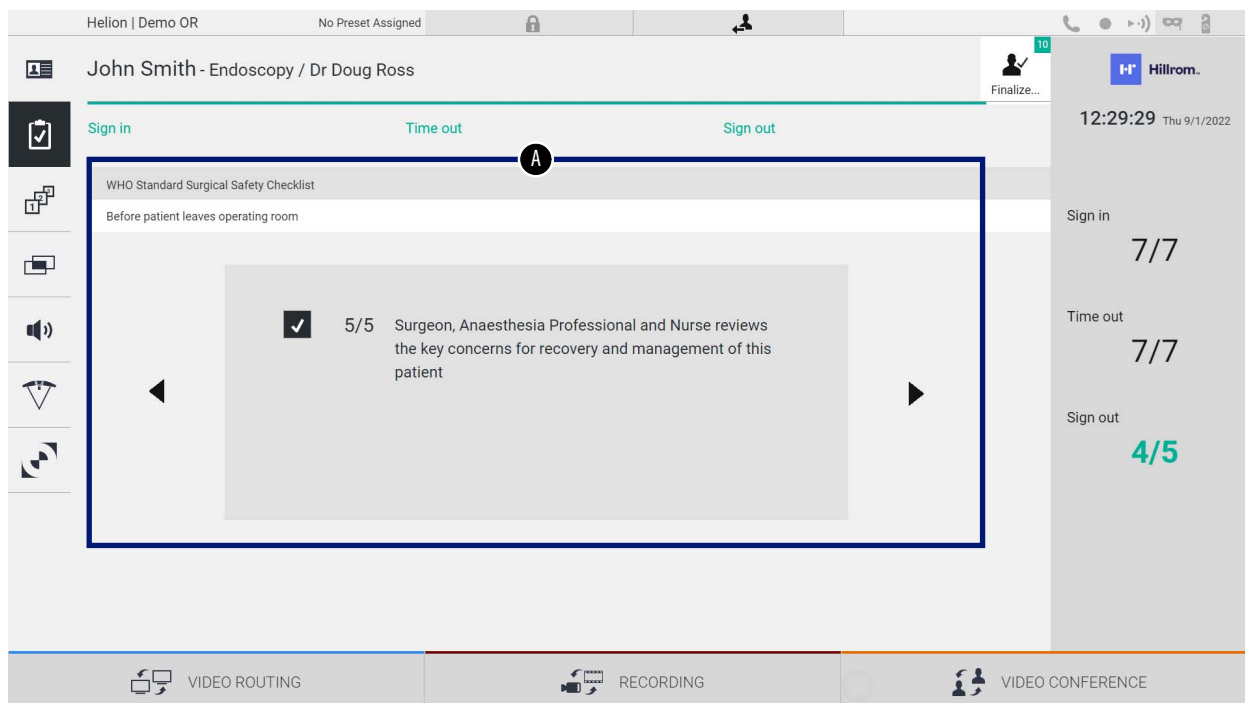 Helion | Demo OR
No Preset Assigned
John Smith - Endoscopy / Dr Doug Ross
10
Finalize...
Hillrom™
12:29:29 Thu 9/1/2022
Sign in
Time out
Sign out
A
WHO Standard Surgical Safety Checklist
Before patient leaves operating room
5/5 Surgeon, Anaesthesia Professional and Nurse reviews
the key concerns for recovery and management of this
patient
Sign in
7/7
Time out
7/7
Sign out
4/5
VIDEO ROUTING
RECORDING
VIDEO CONFERENCE